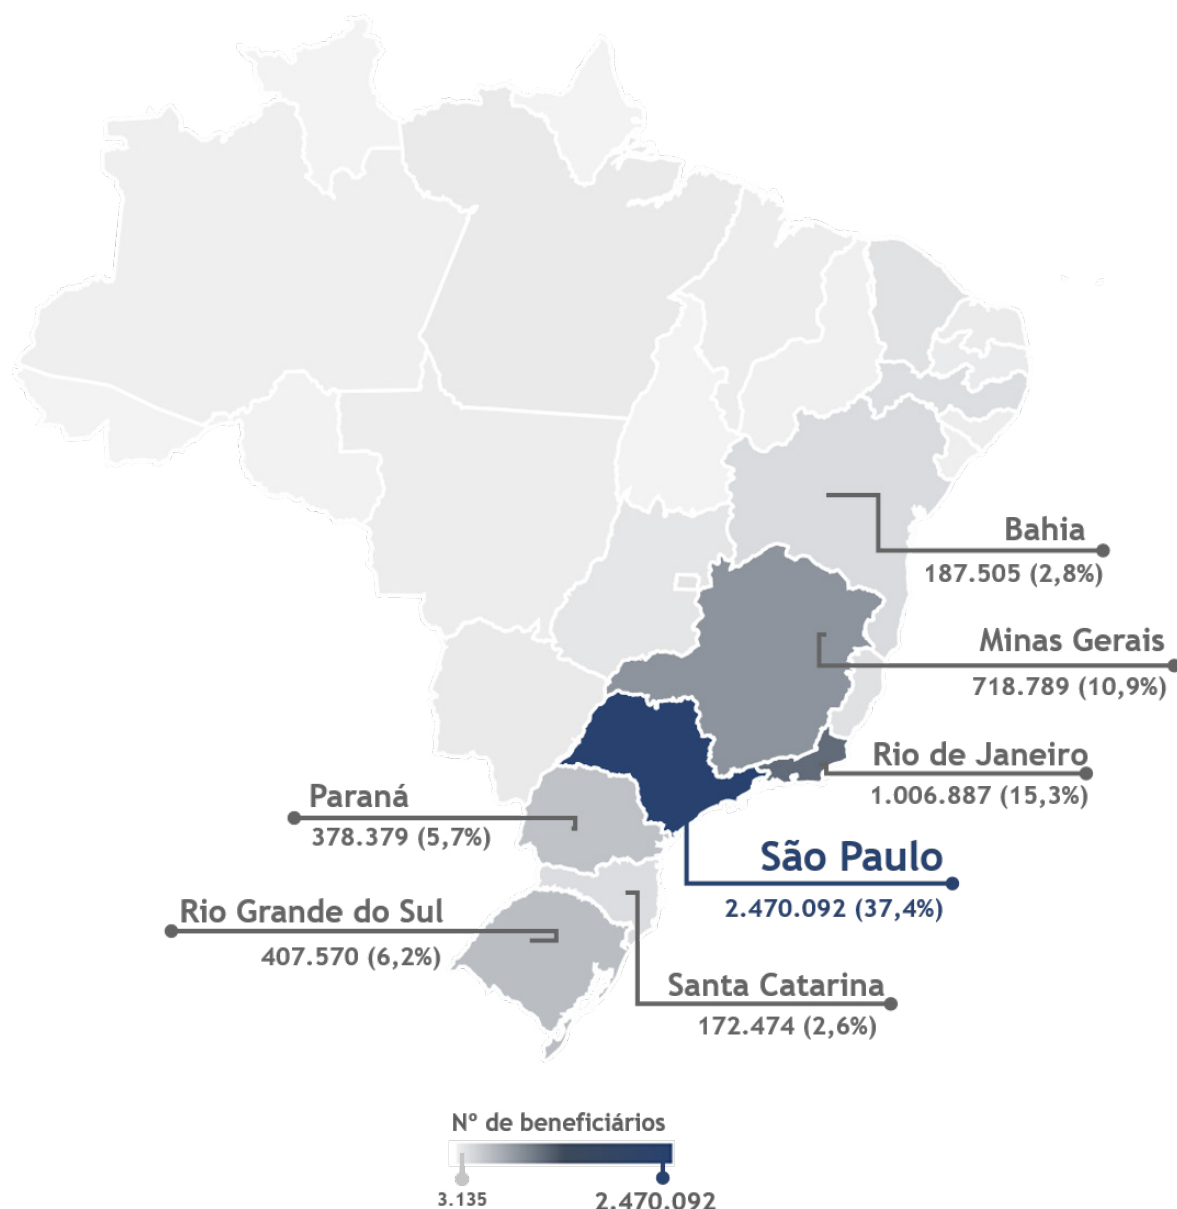 Bahia
187.505 (2,8%)
Minas Gerais
718.789 (10,9%)
Rio de Janeiro
1.006.887 (15,3%)
Paraná
378.379 (5,7%)
São Paulo
2.470.092 (37,4%)
Rio Grande do Sul
407.570 (6,2%)
Santa Catarina
172.474 (2,6%)
Nº de beneficiários
3.135 2.470.092